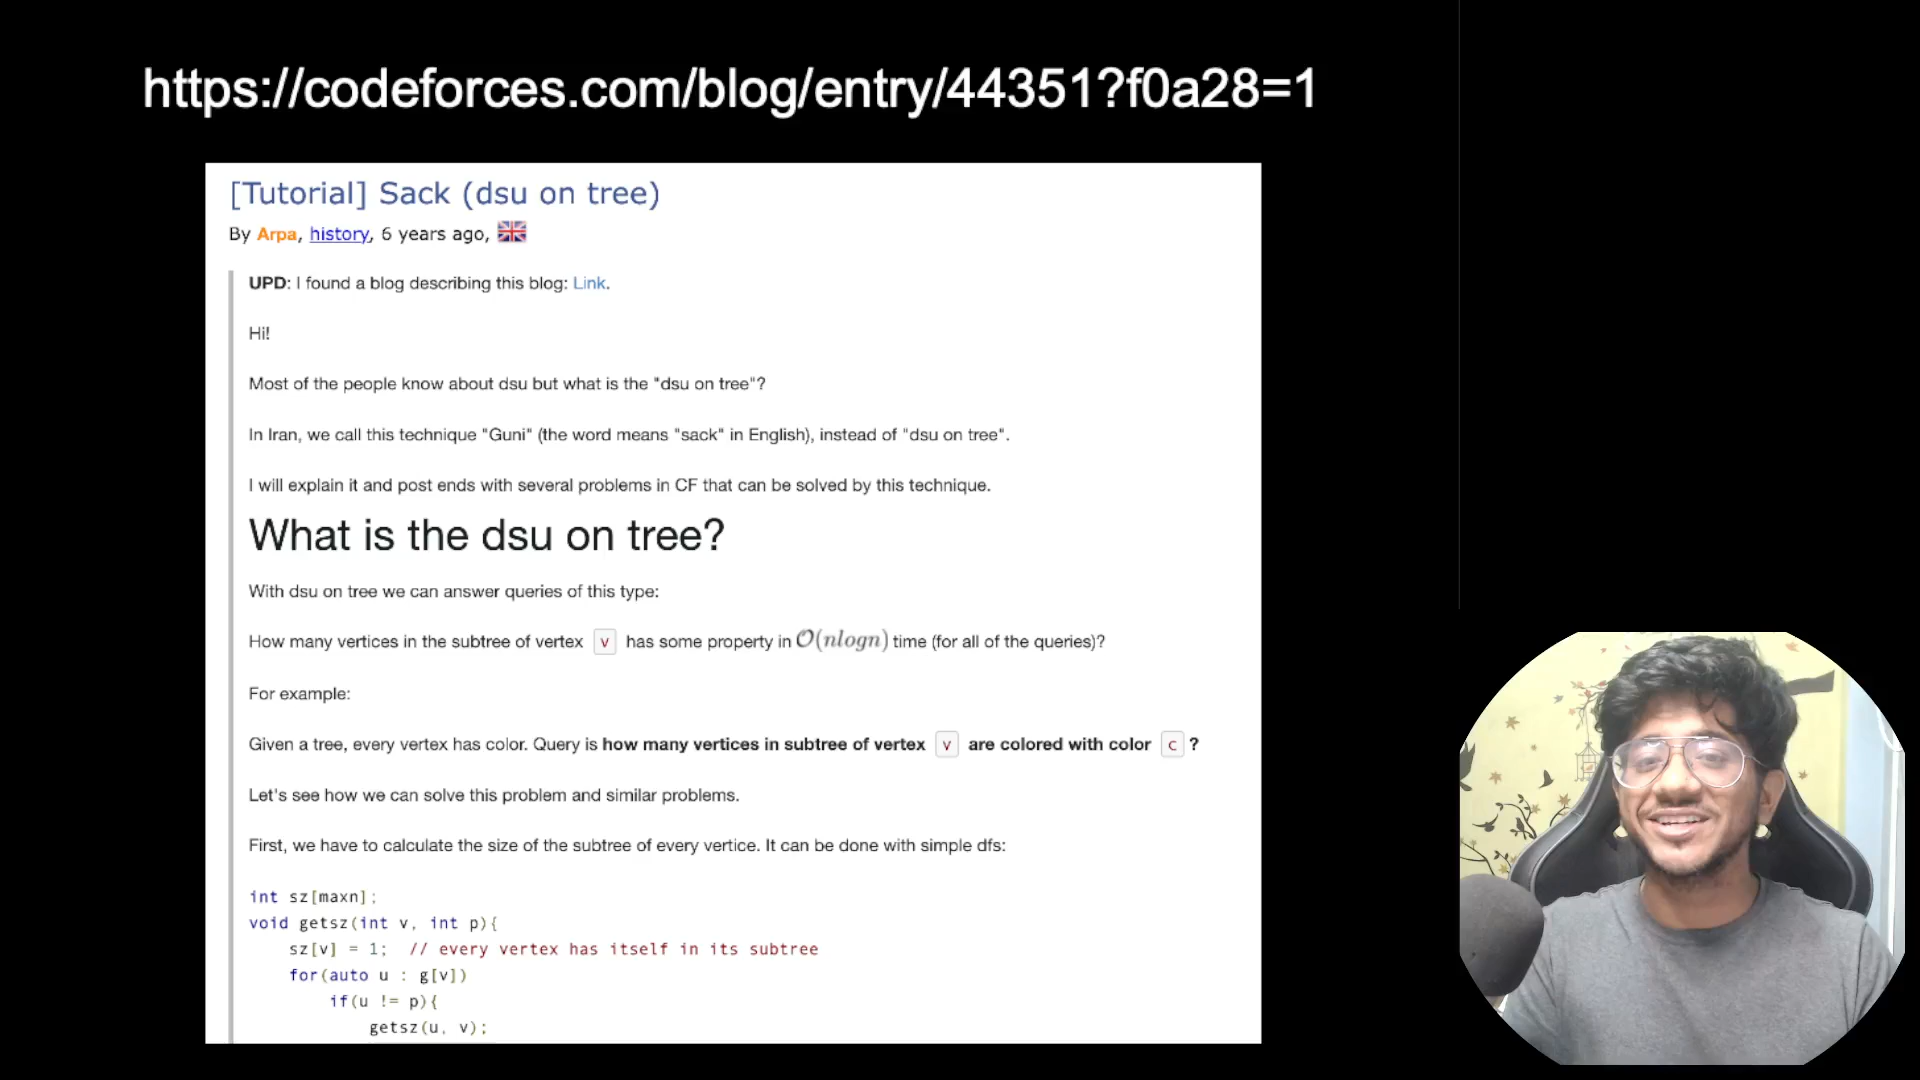 https://codeforces.com/blog/entry/44351?f0a28=1
[Tutorial] Sack (dsu on tree)
By Arpa, history, 6 years ago,
UPD: I found a blog describing this blog: Link.
Hi!
Most of the people know about dsu but what is the "dsu on tree"?
In Iran, we call this technique "Guni" (the word means "sack" in English), instead of "dsu on tree".
I will explain it and post ends with several problems in CF that can be solved by this technique.
What is the dsu on tree?
With dsu on tree we can answer queries of this type:
How many vertices in the subtree of vertex v has some property in O(nlogn) time (for all of the queries)?
For example:
Given a tree, every vertex has color. Query is how many vertices in subtree of vertex v are colored with color c ?
Let's see how we can solve this problem and similar problems.
First, we have to calculate the size of the subtree of every vertice. It can be done with simple dfs:
int sz[maxn];
void getsz(int v, int p){
    sz[v] = 1;  // every vertex has itself in its subtree
    for(auto u : g[v])
        if(u != p){
            getsz(u, v);